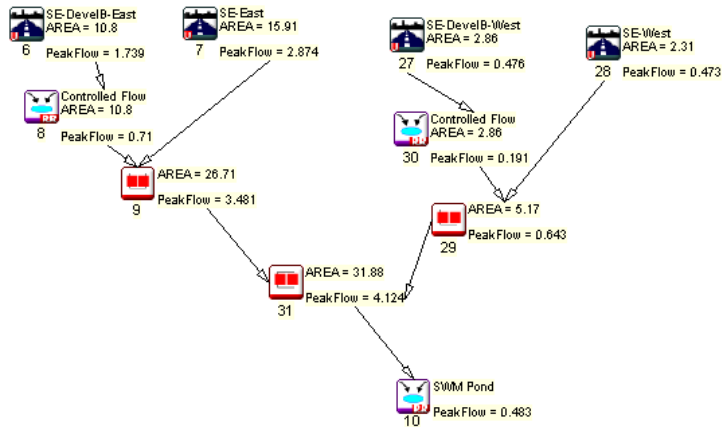 SE-DevelB-East
AREA = 10.8
6
PeakFlow = 1.739
SE-East
AREA = 15.91
7
PeakFlow = 2.874
SE-DevelB-West
AREA = 2.86
27
PeakFlow = 0.476
SE-West
AREA = 2.31
28
PeakFlow = 0.473
Controlled Flow
AREA = 10.8
RR
8
PeakFlow = 0.71
Controlled Flow
AREA = 2.86
RR
30
PeakFlow = 0.191
AREA = 26.71
PeakFlow = 3.481
9
AREA = 5.17
PeakFlow = 0.643
29
AREA = 31.88
PeakFlow = 4.124
31
SWM Pond
RR
10
PeakFlow = 0.483